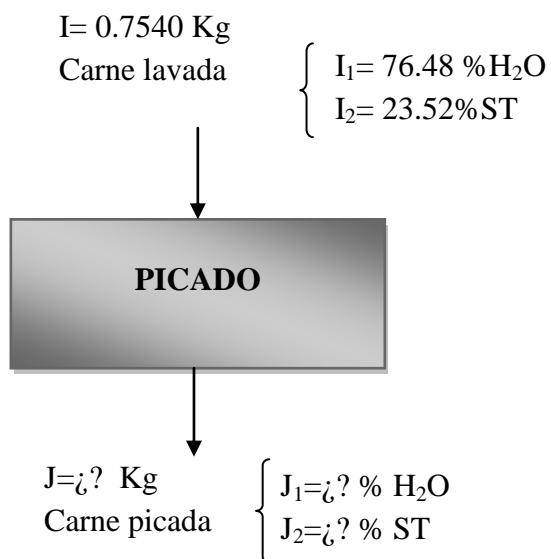 I= 0.7540 Kg
Carne lavada
I₁= 76.48 %H₂O
I₂= 23.52%ST
PICADO
J=¿? Kg
Carne picada
J₁=¿? % H₂O
J₂=¿? % ST